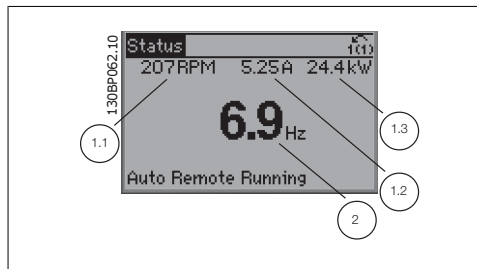 130BP062.10
Status
1(1)
207RPM 5.25A 24.4kW
6.9Hz
Auto Remote Running
1.1
1.3
1.2
2